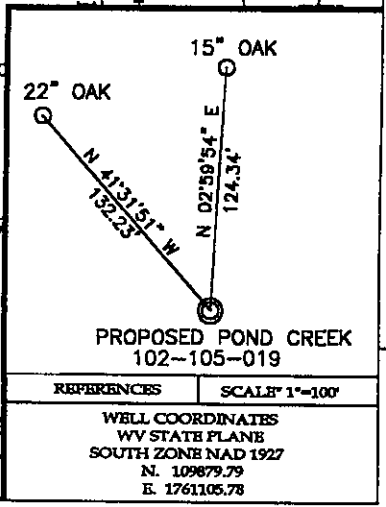 15" OAK
22" OAK
N 41°31'51" W
132.23'
N 02°59'54" E
124.34'
PROPOSED POND CREEK
102-105-019
REFERENCES
SCALE" 1"=100'
WELL COORDINATES
WV STATE PLANE
SOUTH ZONE NAD 1927
N. 109879.79
E. 1761105.78